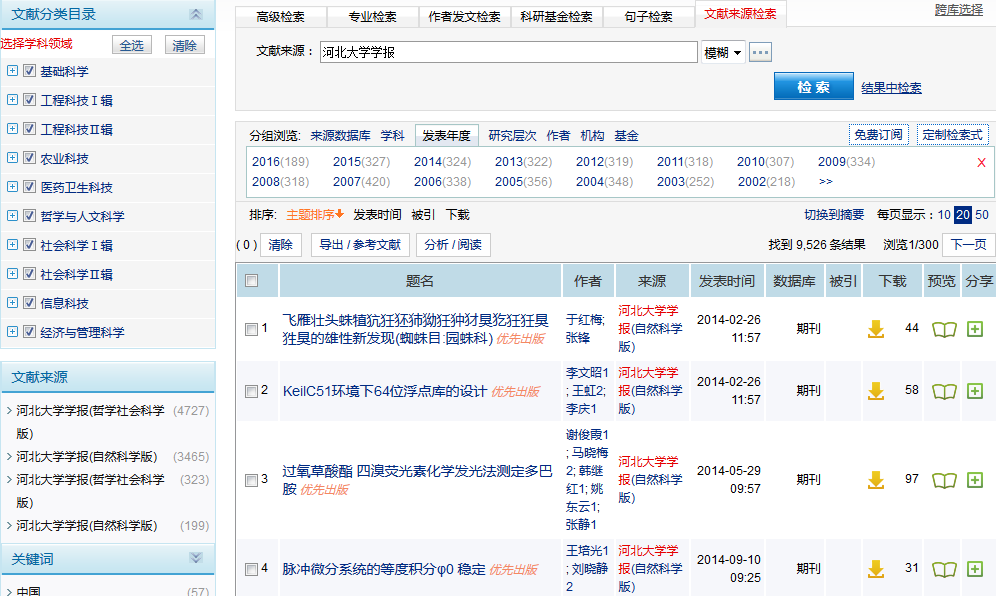 文献分类目录
选择学科领域 全选 清除
基础科学
工程科技Ⅰ辑
工程科技Ⅱ辑
农业科技
医药卫生科技
哲学与人文科学
社会科学Ⅰ辑
社会科学Ⅱ辑
信息科技
经济与管理科学
文献来源
河北大学学报(哲学社会科学 (4727)
版)
河北大学学报(自然科学版) (3465)
河北大学学报(哲学社会科学 (323)
版)
河北大学学报(自然科学版) (199)
关键词
中国 (57)
高级检索 专业检索 作者发文检索 科研基金检索 句子检索 文献来源检索 跨库选择
文献来源： 河北大学学报 模糊 ...
检 索 结果中检索
分组浏览: 来源数据库 学科 发表年度 研究层次 作者 机构 基金 免费订阅 定制检索式
2016(189) 2015(327) 2014(324) 2013(322) 2012(319) 2011(318) 2010(307) 2009(334) X
2008(318) 2007(420) 2006(338) 2005(356) 2004(348) 2003(252) 2002(218) >>
排序: 主题排序 发表时间 被引 下载 切换到摘要 每页显示：10 20 50
( 0 ) 清除 导出 / 参考文献 分析 / 阅读 找到 9,526 条结果 浏览1/300 下一页
题名 作者 来源 发表时间 数据库 被引 下载 预览 分享
1
的雄性新发现(蜘蛛目:园蛛科) 优先出版
于红梅;
张锋
河北大学学
报(自然科学
版)
2014-02-26
11:57
期刊
44
2 KeilC51环境下64位浮点库的设计 优先出版
李文昭1
; 王虹2;
李庆1
河北大学学
报(自然科学
版)
2014-02-26
11:57
期刊
58
3 过氧草酸酯 四溴荧光素化学发光法测定多巴
胺 优先出版
谢俊霞1
; 马晓梅
2; 韩继
红1; 姚
东云1;
张静1
河北大学学
报(自然科学
版)
2014-05-29
09:57
期刊
97
4 脉冲微分系统的等度积分φ0 稳定 优先出版
王培光1
; 刘晓静
2
河北大学学
报(自然科学
版)
2014-09-10
09:25
期刊
31